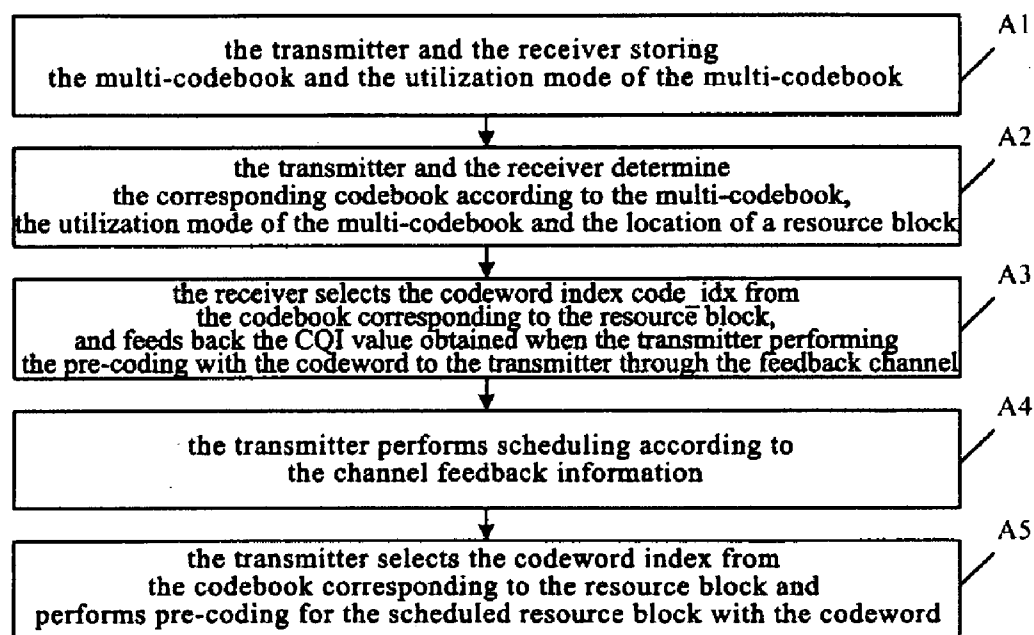 A1
the transmitter and the receiver storing
the multi-codebook and the utilization mode of the multi-codebook
A2
the transmitter and the receiver determine
the corresponding codebook according to the multi-codebook,
the utilization mode of the multi-codebook and the location of a resource block
A3
the receiver selects the codeword index code_idx from
the codebook corresponding to the resource block,
and feeds back the CQI value obtained when the transmitter performing
the pre-coding with the codeword to the transmitter through the feedback channel
A4
the transmitter performs scheduling according to
the channel feedback information
A5
the transmitter selects the codeword index from
the codebook corresponding to the resource block and
performs pre-coding for the scheduled resource block with the codeword